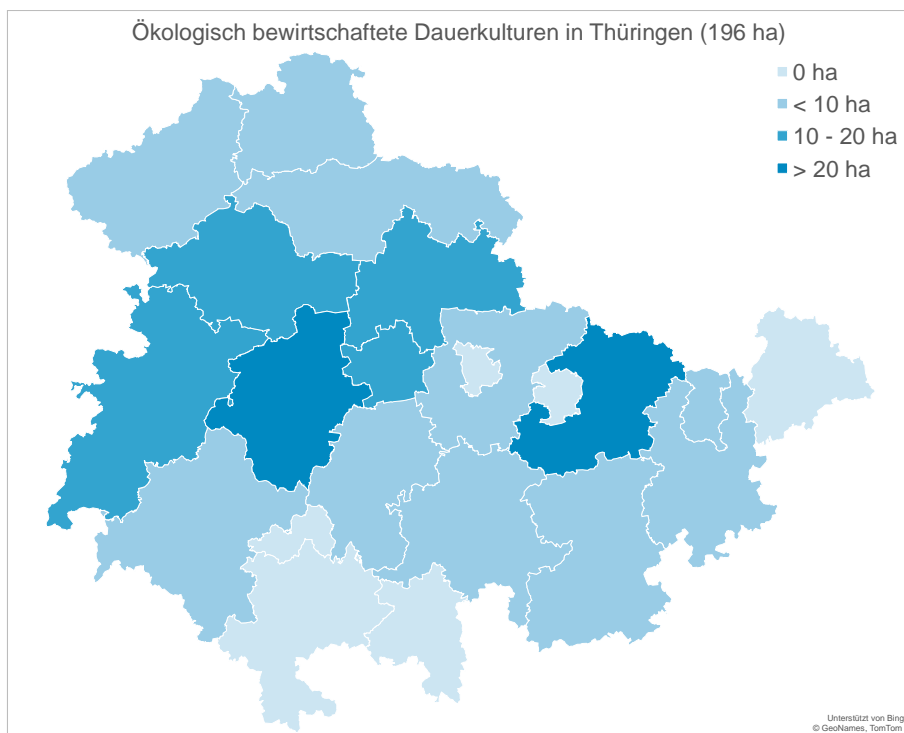 Ökologisch bewirtschaftete Dauerkulturen in Thüringen (196 ha)
0 ha
< 10 ha
10 - 20 ha
> 20 ha
Unterstützt von Bing
© GeoNames, TomTom